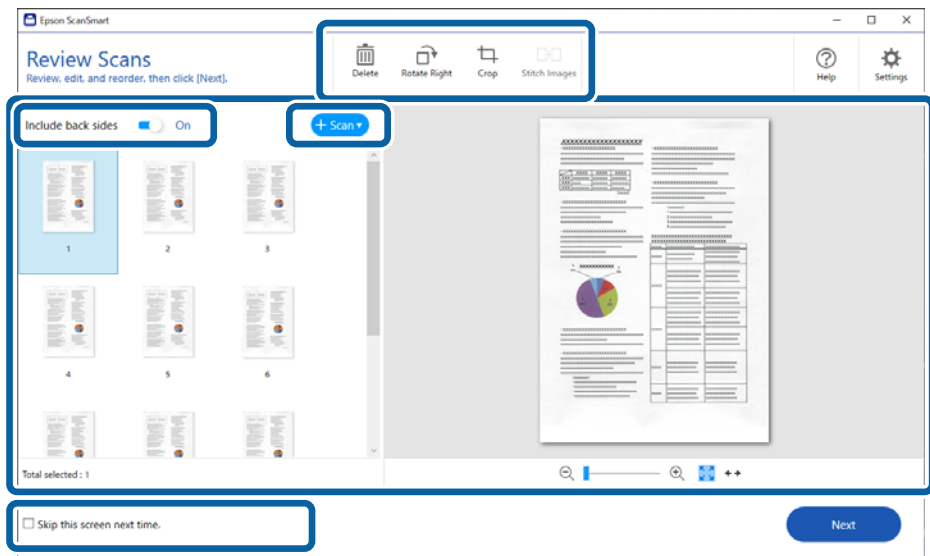 Epson ScanSmart
Review Scans
Review, edit, and reorder, then click [Next].
Delete
Rotate Right
Crop
Stitch Images
Help
Settings
Include back sides On
+ Scan
1 2 3
4 5 6
Total selected : 1
Skip this screen next time.
Next